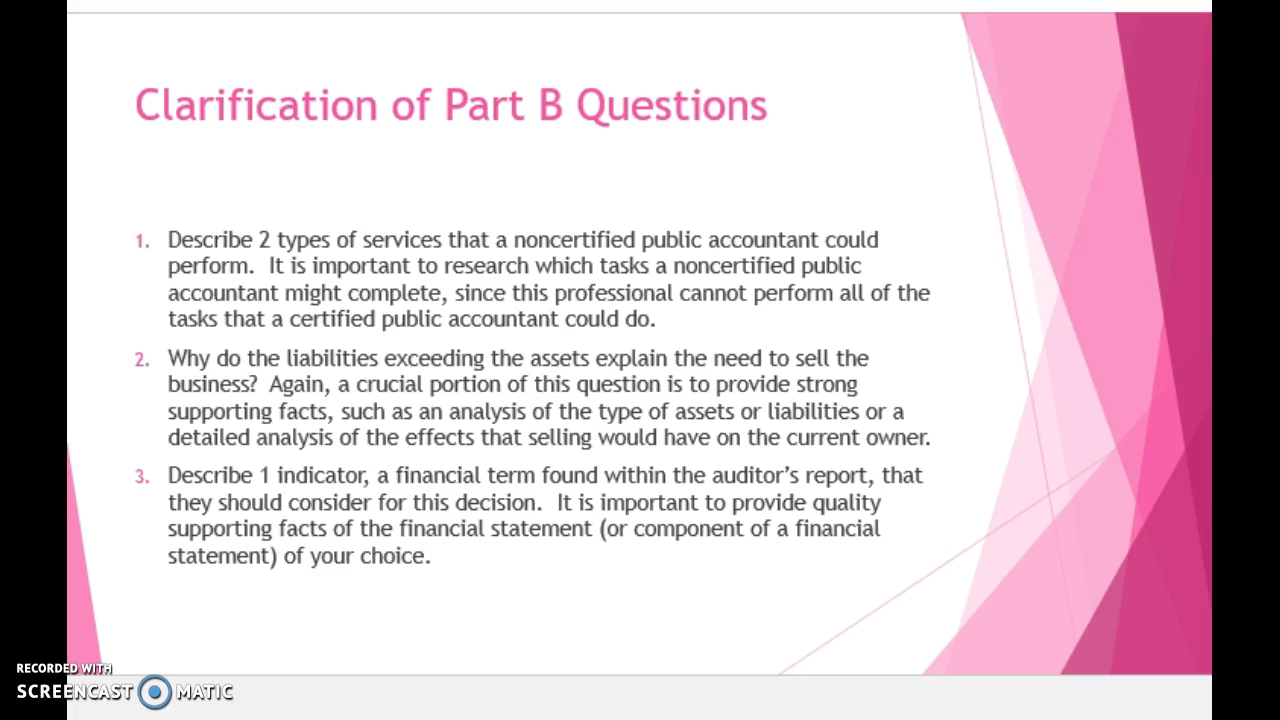 Clarification of Part B Questions
1. Describe 2 types of services that a noncertified public accountant could
perform. It is important to research which tasks a noncertified public
accountant might complete, since this professional cannot perform all of the
tasks that a certified public accountant could do.
2. Why do the liabilities exceeding the assets explain the need to sell the
business? Again, a crucial portion of this question is to provide strong
supporting facts, such as an analysis of the type of assets or liabilities or a
detailed analysis of the effects that selling would have on the current owner.
3. Describe 1 indicator, a financial term found within the auditor’s report, that
they should consider for this decision. It is important to provide quality
supporting facts of the financial statement (or component of a financial
statement) of your choice.
RECORDED WITH
SCREENCAST MATIC